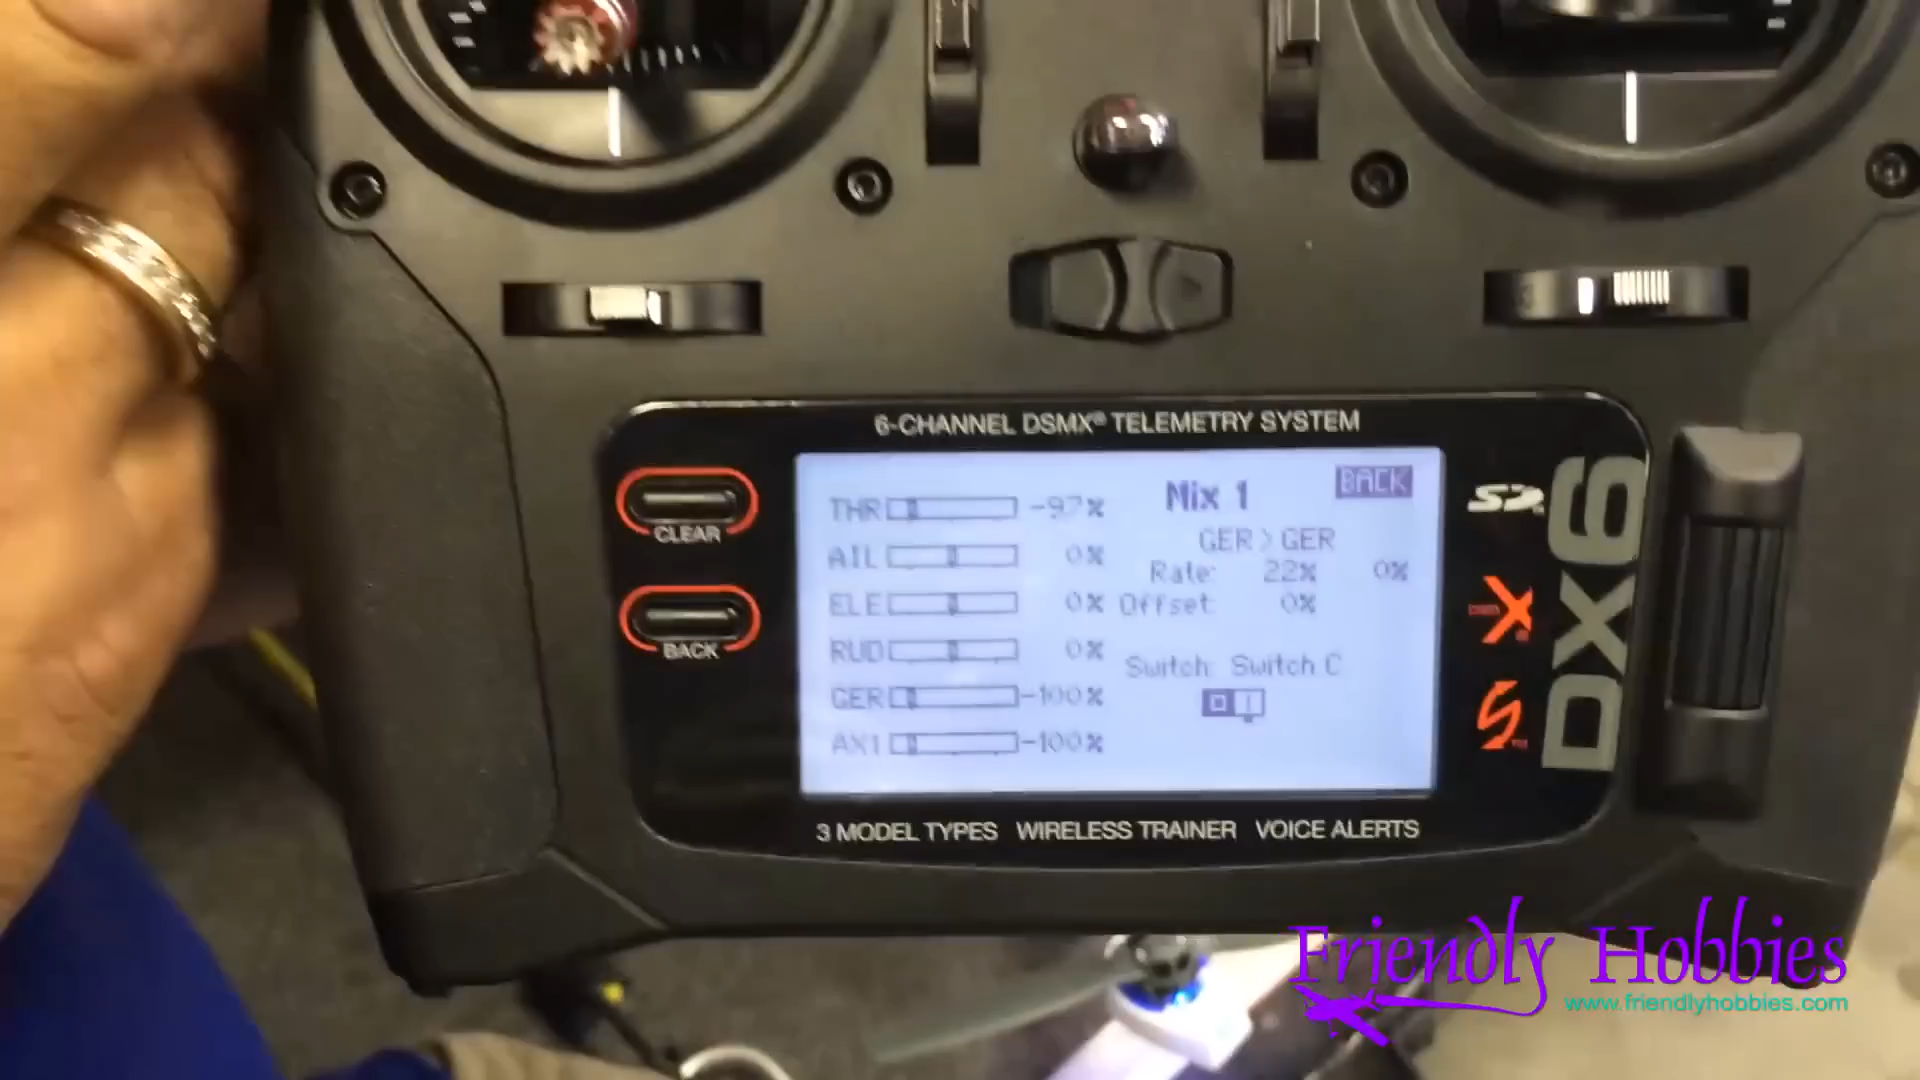 6-CHANNEL DSMX® TELEMETRY SYSTEM
CLEAR
BACK
THR -97%
AIL 0%
ELE 0%
RUD 0%
GER -100%
AX1 -100%
Mix 1
BACK
GER > GER
Rate: 22% 0%
Offset: 0%
Switch: Switch C
0 1
SD
DX6
3 MODEL TYPES WIRELESS TRAINER VOICE ALERTS
Friendly Hobbies
www.friendlyhobbies.com